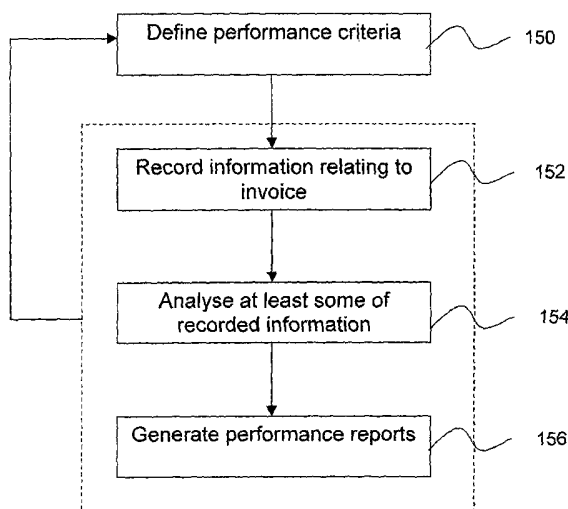 Define performance criteria
150
Record information relating to
invoice
152
Analyse at least some of
recorded information
154
Generate performance reports
156